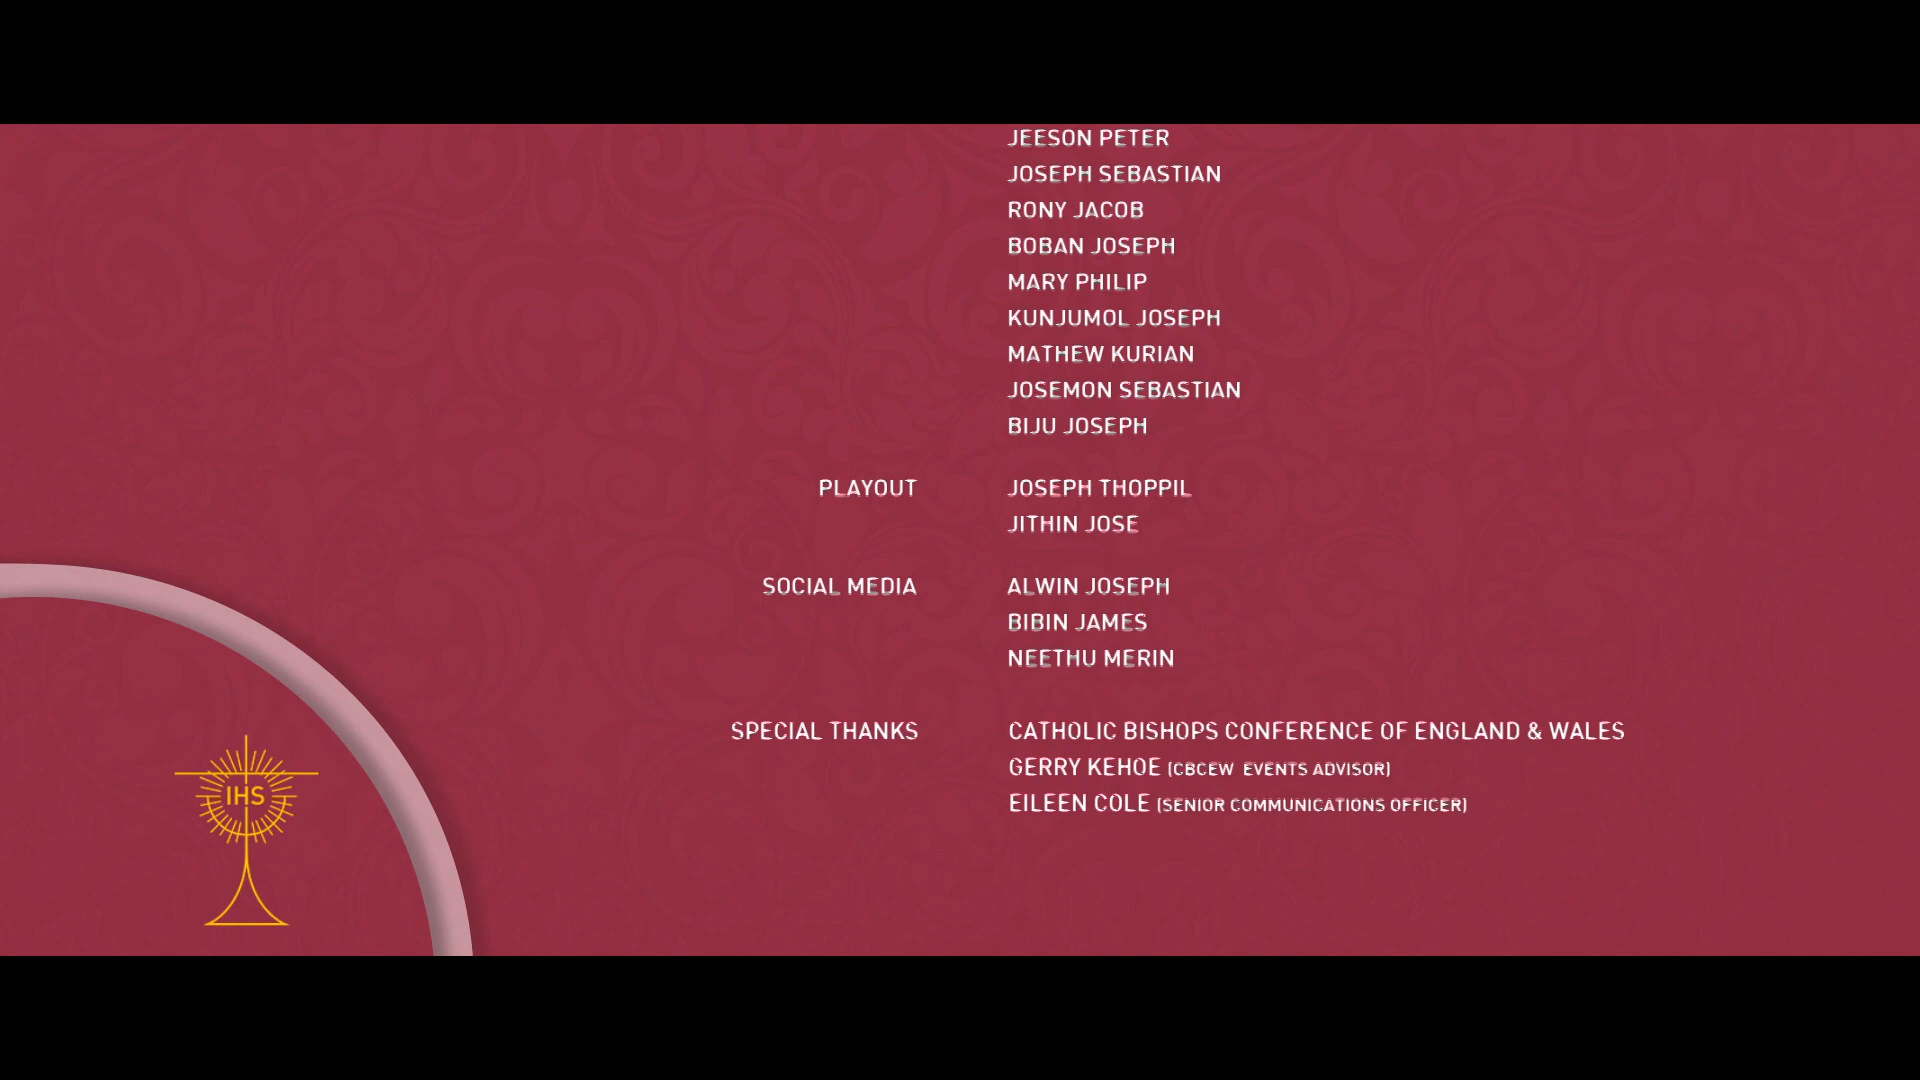 JEESON PETER
JOSEPH SEBASTIAN
RONY JACOB
BOBAN JOSEPH
MARY PHILIP
KUNJUMOL JOSEPH
MATHEW KURIAN
JOSEMON SEBASTIAN
BIJU JOSEPH
PLAYOUT JOSEPH THOPPIL
JITHIN JOSE
SOCIAL MEDIA ALWIN JOSEPH
BIBIN JAMES
NEETHU MERIN
SPECIAL THANKS CATHOLIC BISHOPS CONFERENCE OF ENGLAND & WALES
GERRY KEHOE (CBCEW EVENTS ADVISOR)
EILEEN COLE (SENIOR COMMUNICATIONS OFFICER)
IHS